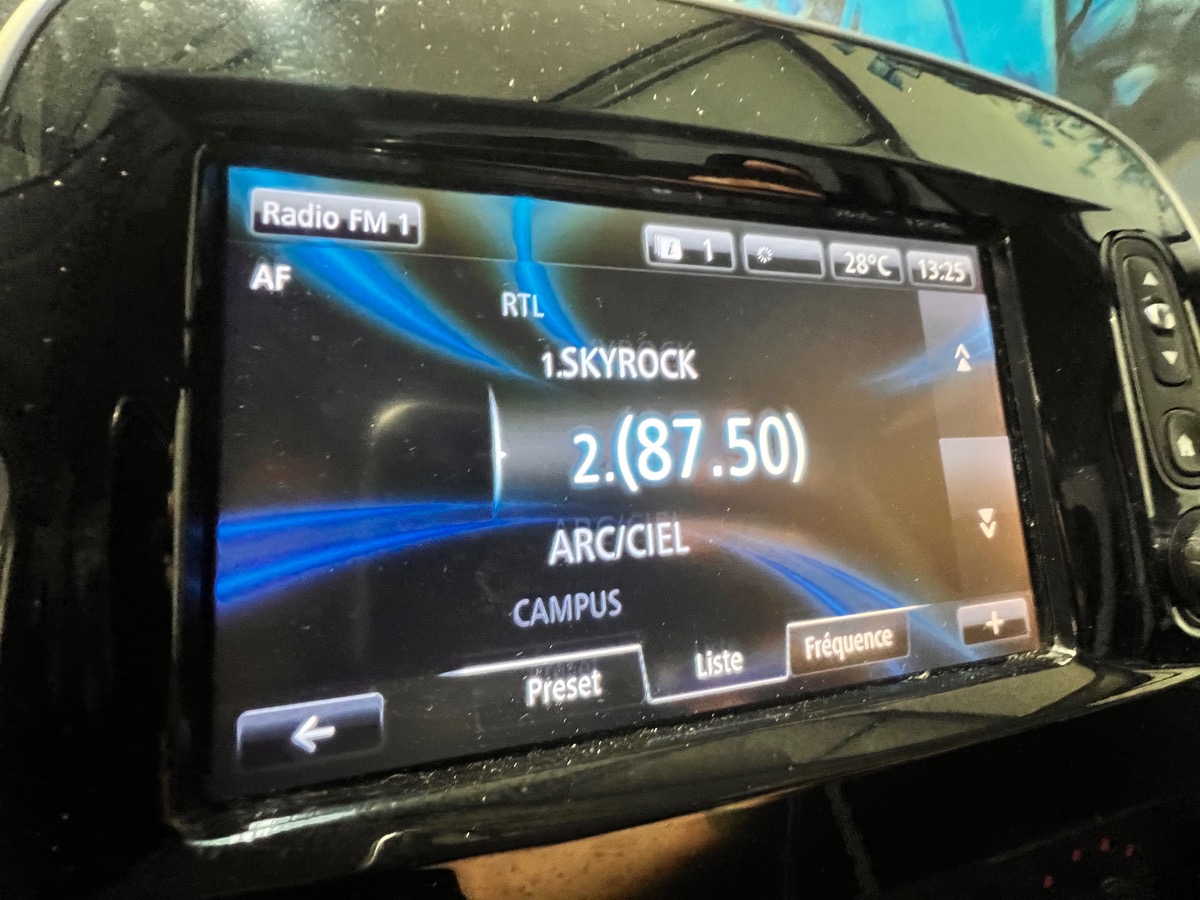 Radio FM 1
1
28°C
13:25
AF
RTL
1.SKYROCK
2.(87.50)
ARC/CIEL
CAMPUS
Preset
Liste
Fréquence
+